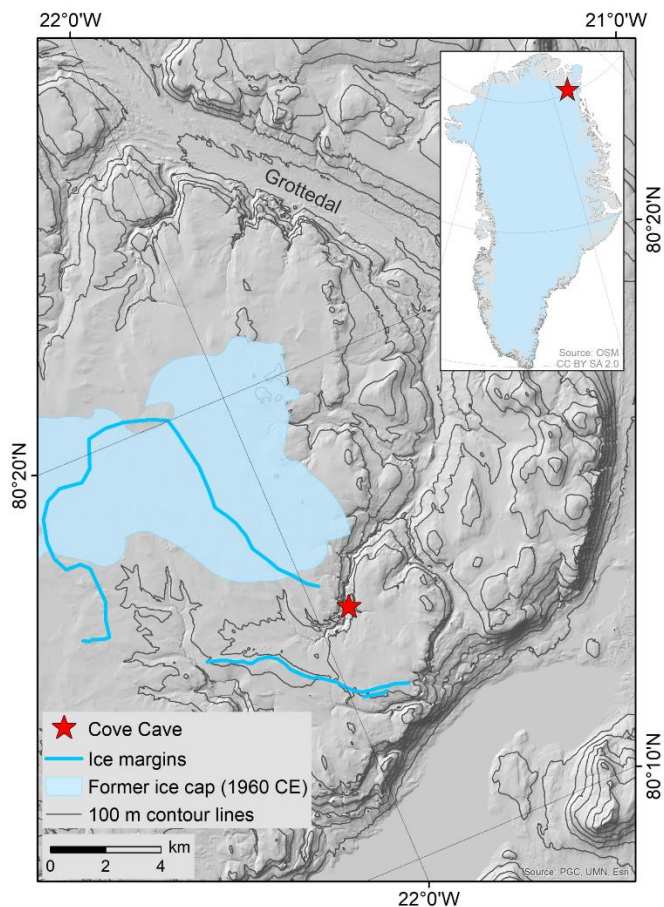 22°0'W
21°0'W
Grottedal
80°20'N
Source: OSM
CC BY SA 2.0
80°20'N
80°10'N
Cove Cave
Ice margins
Former ice cap (1960 CE)
100 m contour lines
0 2 4 km
Source: PGC, UMN, Esri
22°0'W